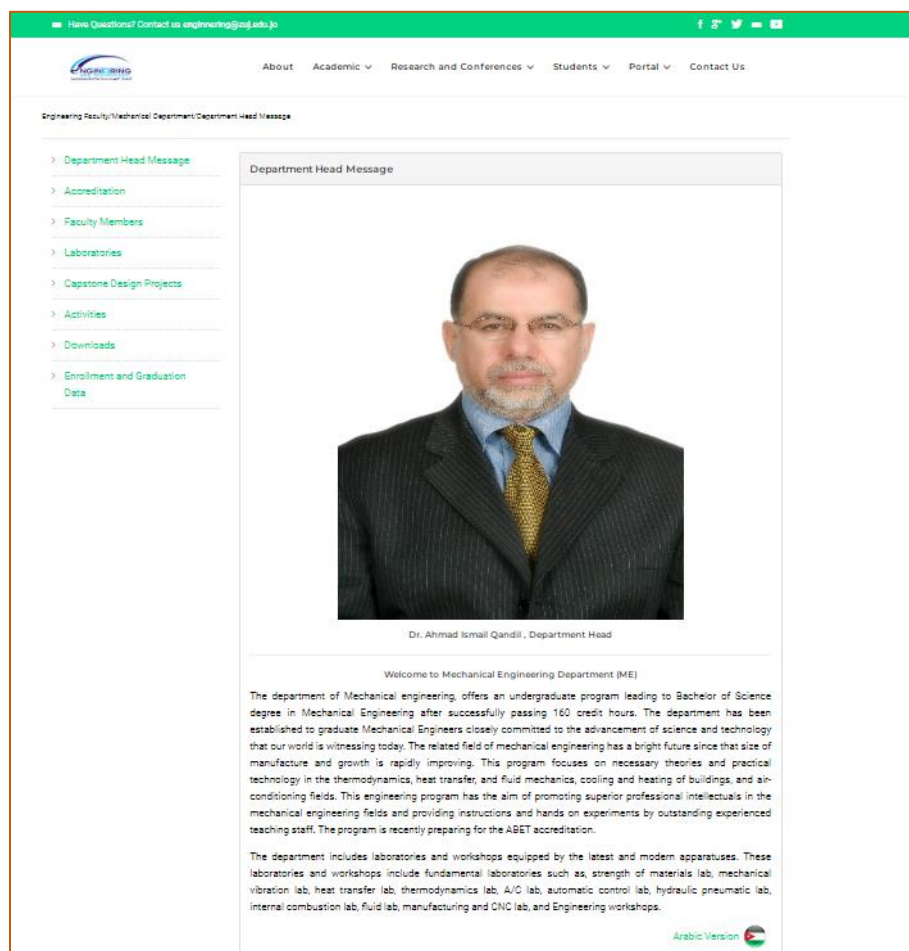 Have Questions? Contact us enginnering@zuj.edu.jo
ENGINEERING
About Academic Research and Conferences Students Portal Contact Us
Engineering Faculty/Mechanical Department/Department Head Message
Department Head Message
Accreditation
Faculty Members
Laboratories
Capstone Design Projects
Activities
Downloads
Enrollment and Graduation
Data
Department Head Message
Dr. Ahmad Ismail Qandil , Department Head
Welcome to Mechanical Engineering Department (ME)
The department of Mechanical engineering, offers an undergraduate program leading to Bachelor of Science
degree in Mechanical Engineering after successfully passing 160 credit hours. The department has been
established to graduate Mechanical Engineers closely committed to the advancement of science and technology
that our world is witnessing today. The related field of mechanical engineering has a bright future since that size of
manufacture and growth is rapidly improving. This program focuses on necessary theories and practical
technology in the thermodynamics, heat transfer, and fluid mechanics, cooling and heating of buildings, and air-
conditioning fields. This engineering program has the aim of promoting superior professional intellectuals in the
mechanical engineering fields and providing instructions and hands on experiments by outstanding experienced
teaching staff. The program is recently preparing for the ABET accreditation.
The department includes laboratories and workshops equipped by the latest and modern apparatuses. These
laboratories and workshops include fundamental laboratories such as, strength of materials lab, mechanical
vibration lab, heat transfer lab, thermodynamics lab, A/C lab, automatic control lab, hydraulic pneumatic lab,
internal combustion lab, fluid lab, manufacturing and CNC lab, and Engineering workshops.
Arabic Version